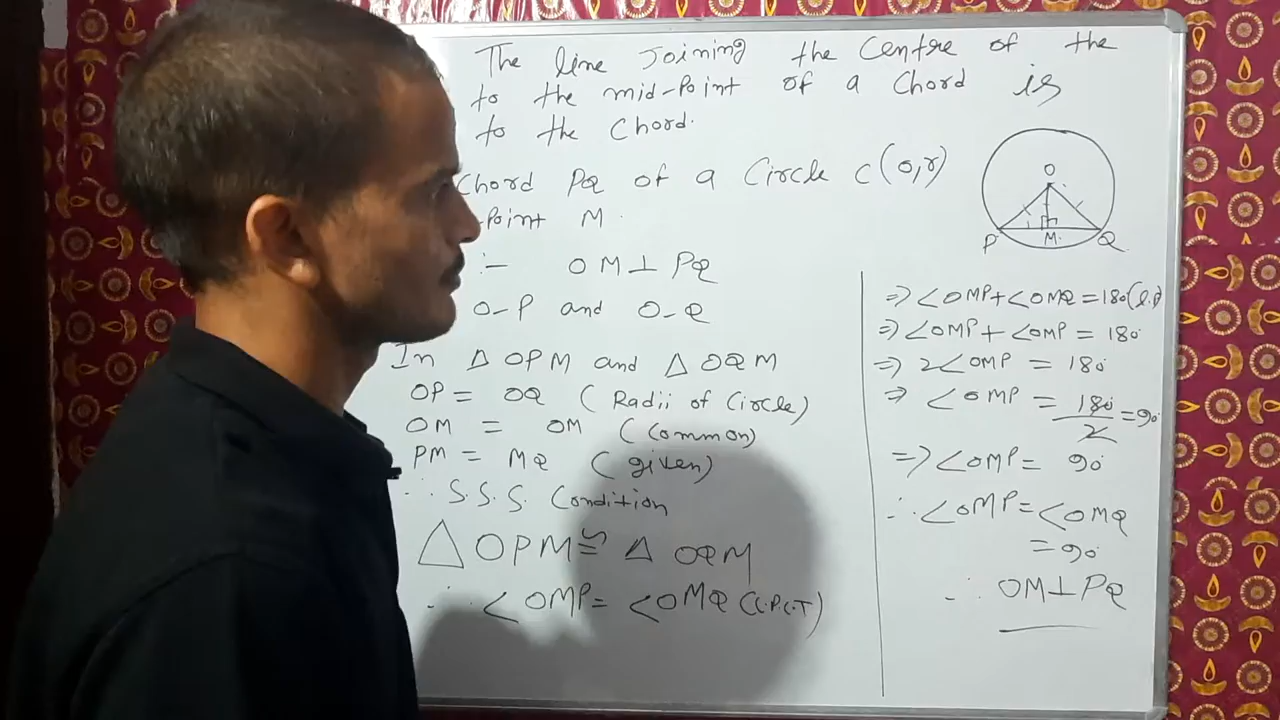 The line Joining the Centre of the
to the mid-Point of a Chord is
to the Chord.
Chord PQ of a Circle C(O,r)
-Point M.
:- OM⊥PQ
O-P and O-Q
In △ OPM and △ OQM
OP = OQ (Radii of Circle)
OM = OM (Common)
PM = MQ (given)
∴ S.S.S. Condition
△ OPM ≅ △ OQM
∴ ∠OMP = ∠OMQ (C.P.C.T)
O
P M Q
=> ∠OMP+∠OMQ = 180°(l.p)
=> ∠OMP + ∠OMP = 180°
=> 2∠OMP = 180°
=> ∠OMP = 180°/2 = 90°
=> ∠OMP = 90°
∴ ∠OMP = ∠OMQ
= 90°
∴ OM⊥PQ